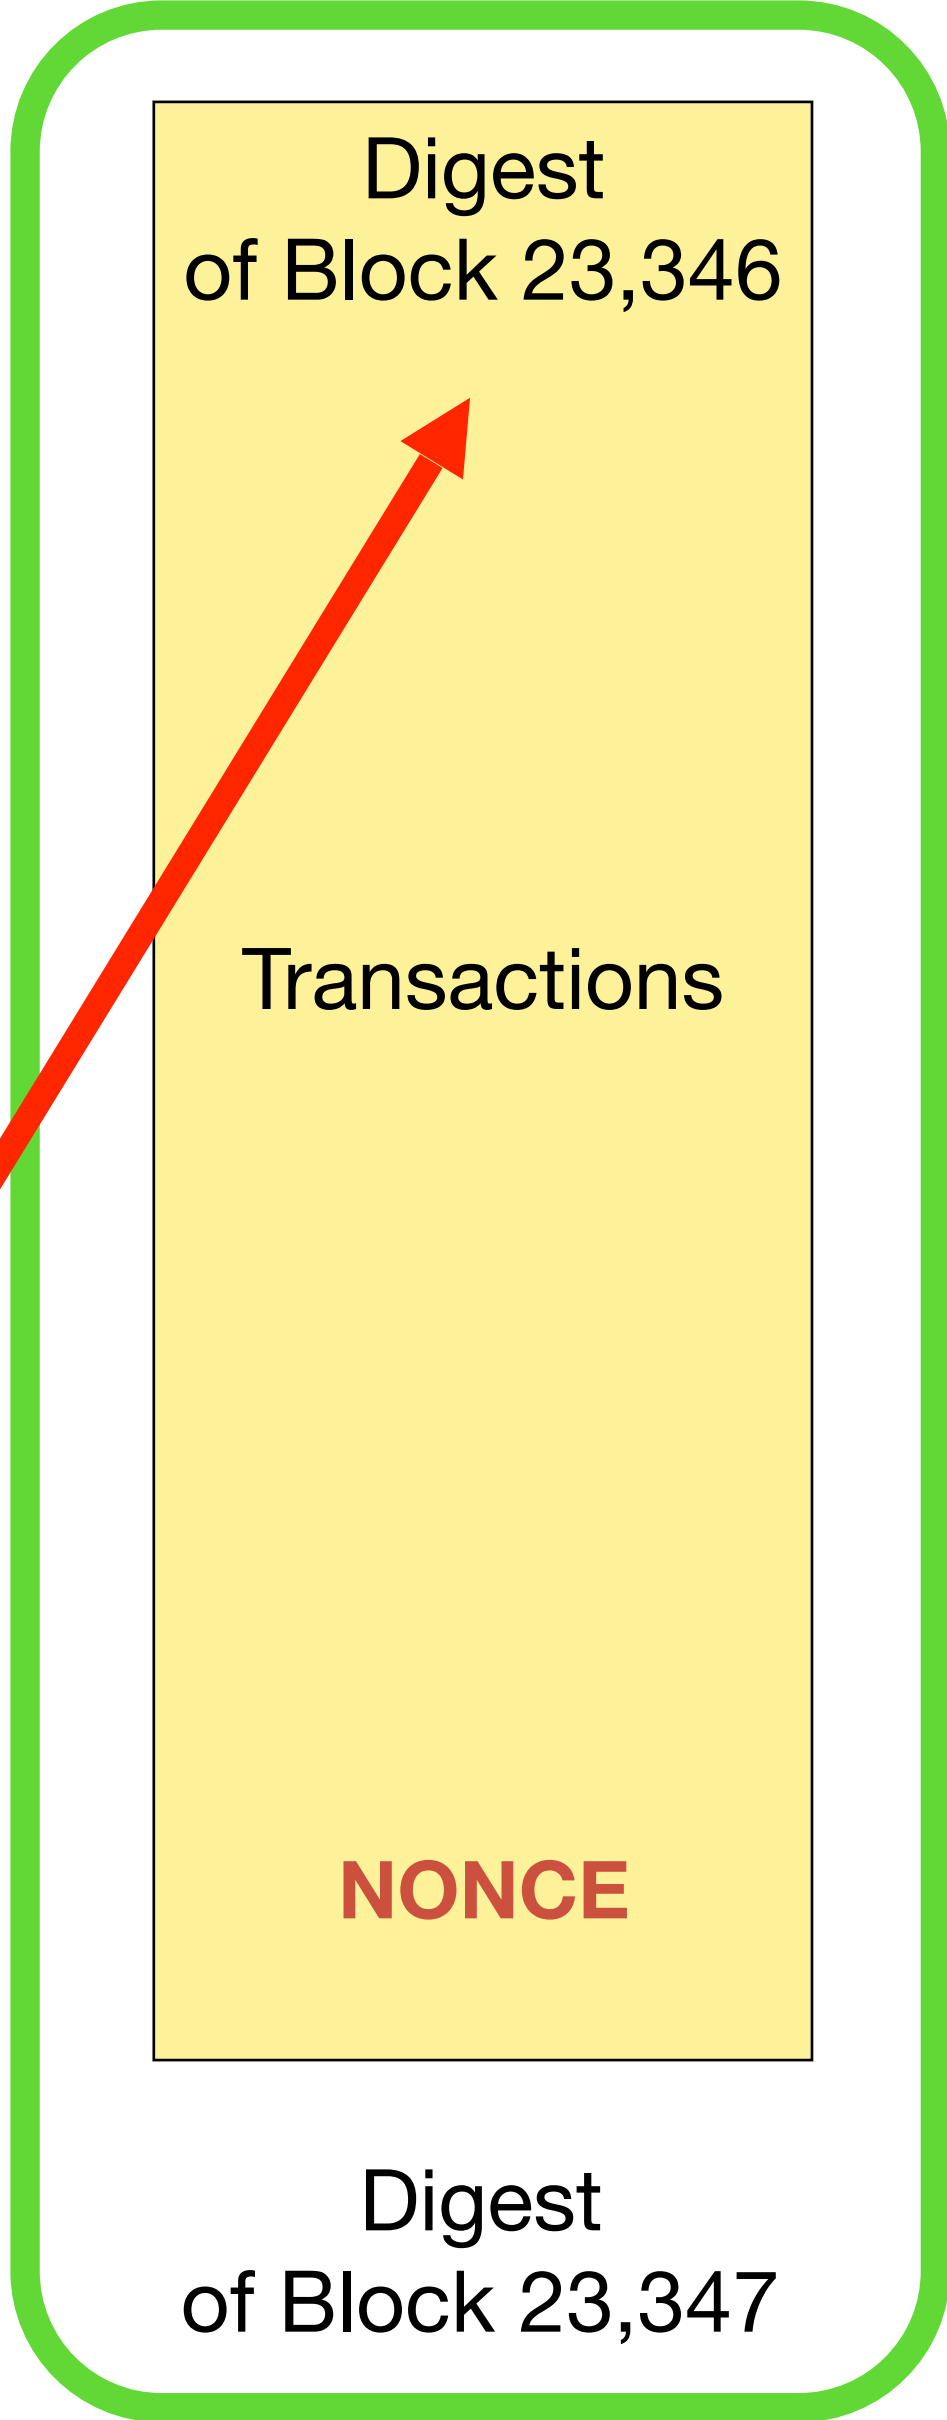 Digest
of Block 23,346
Transactions
NONCE
Digest
of Block 23,347